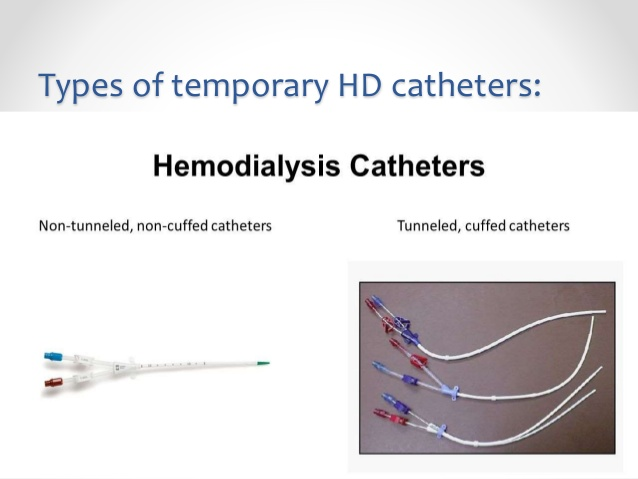 Types of temporary HD catheters:
Hemodialysis Catheters
Non-tunneled, non-cuffed catheters
Tunneled, cuffed catheters